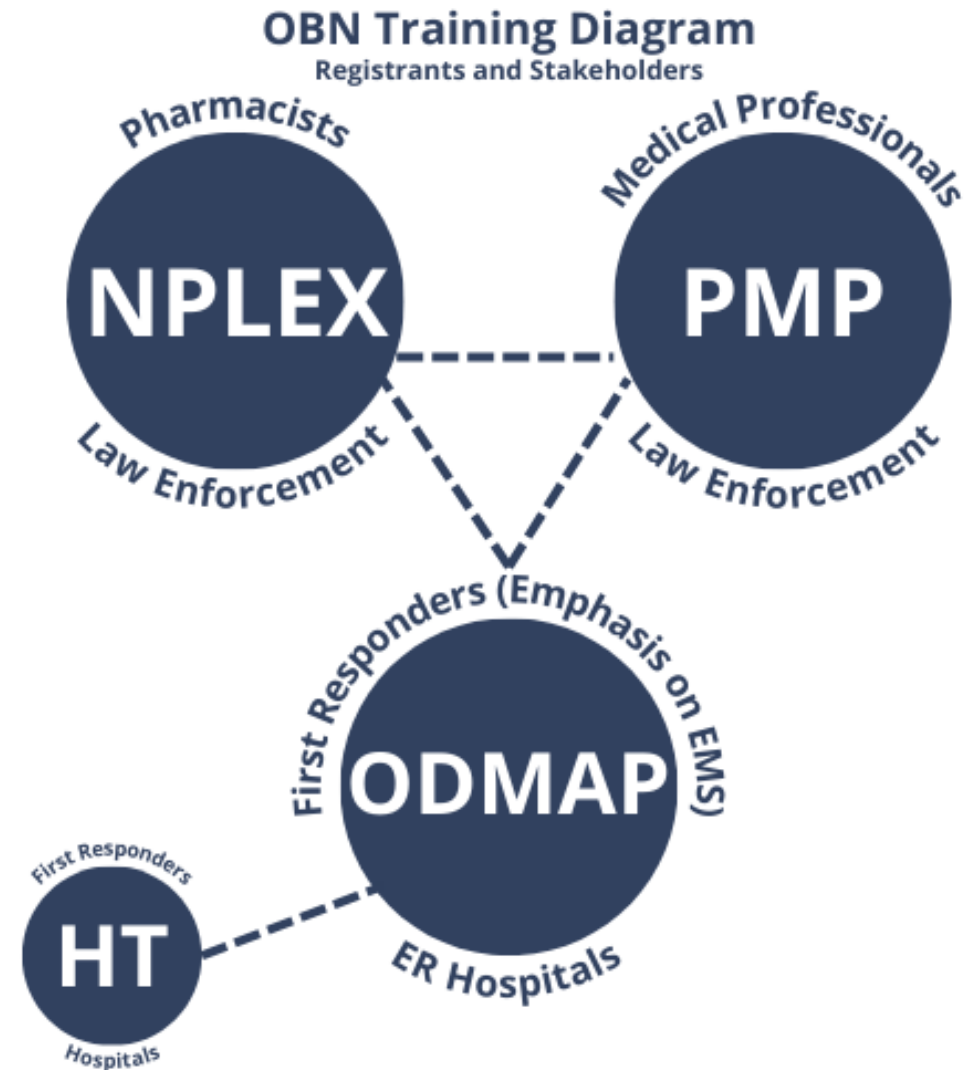 OBN Training Diagram
Registrants and Stakeholders
Pharmacists
NPLEX
Law Enforcement
Medical Professionals
PMP
Law Enforcement
First Responders (Emphasis on EMS)
ODMAP
ER Hospitals
First Responders
HT
Hospitals